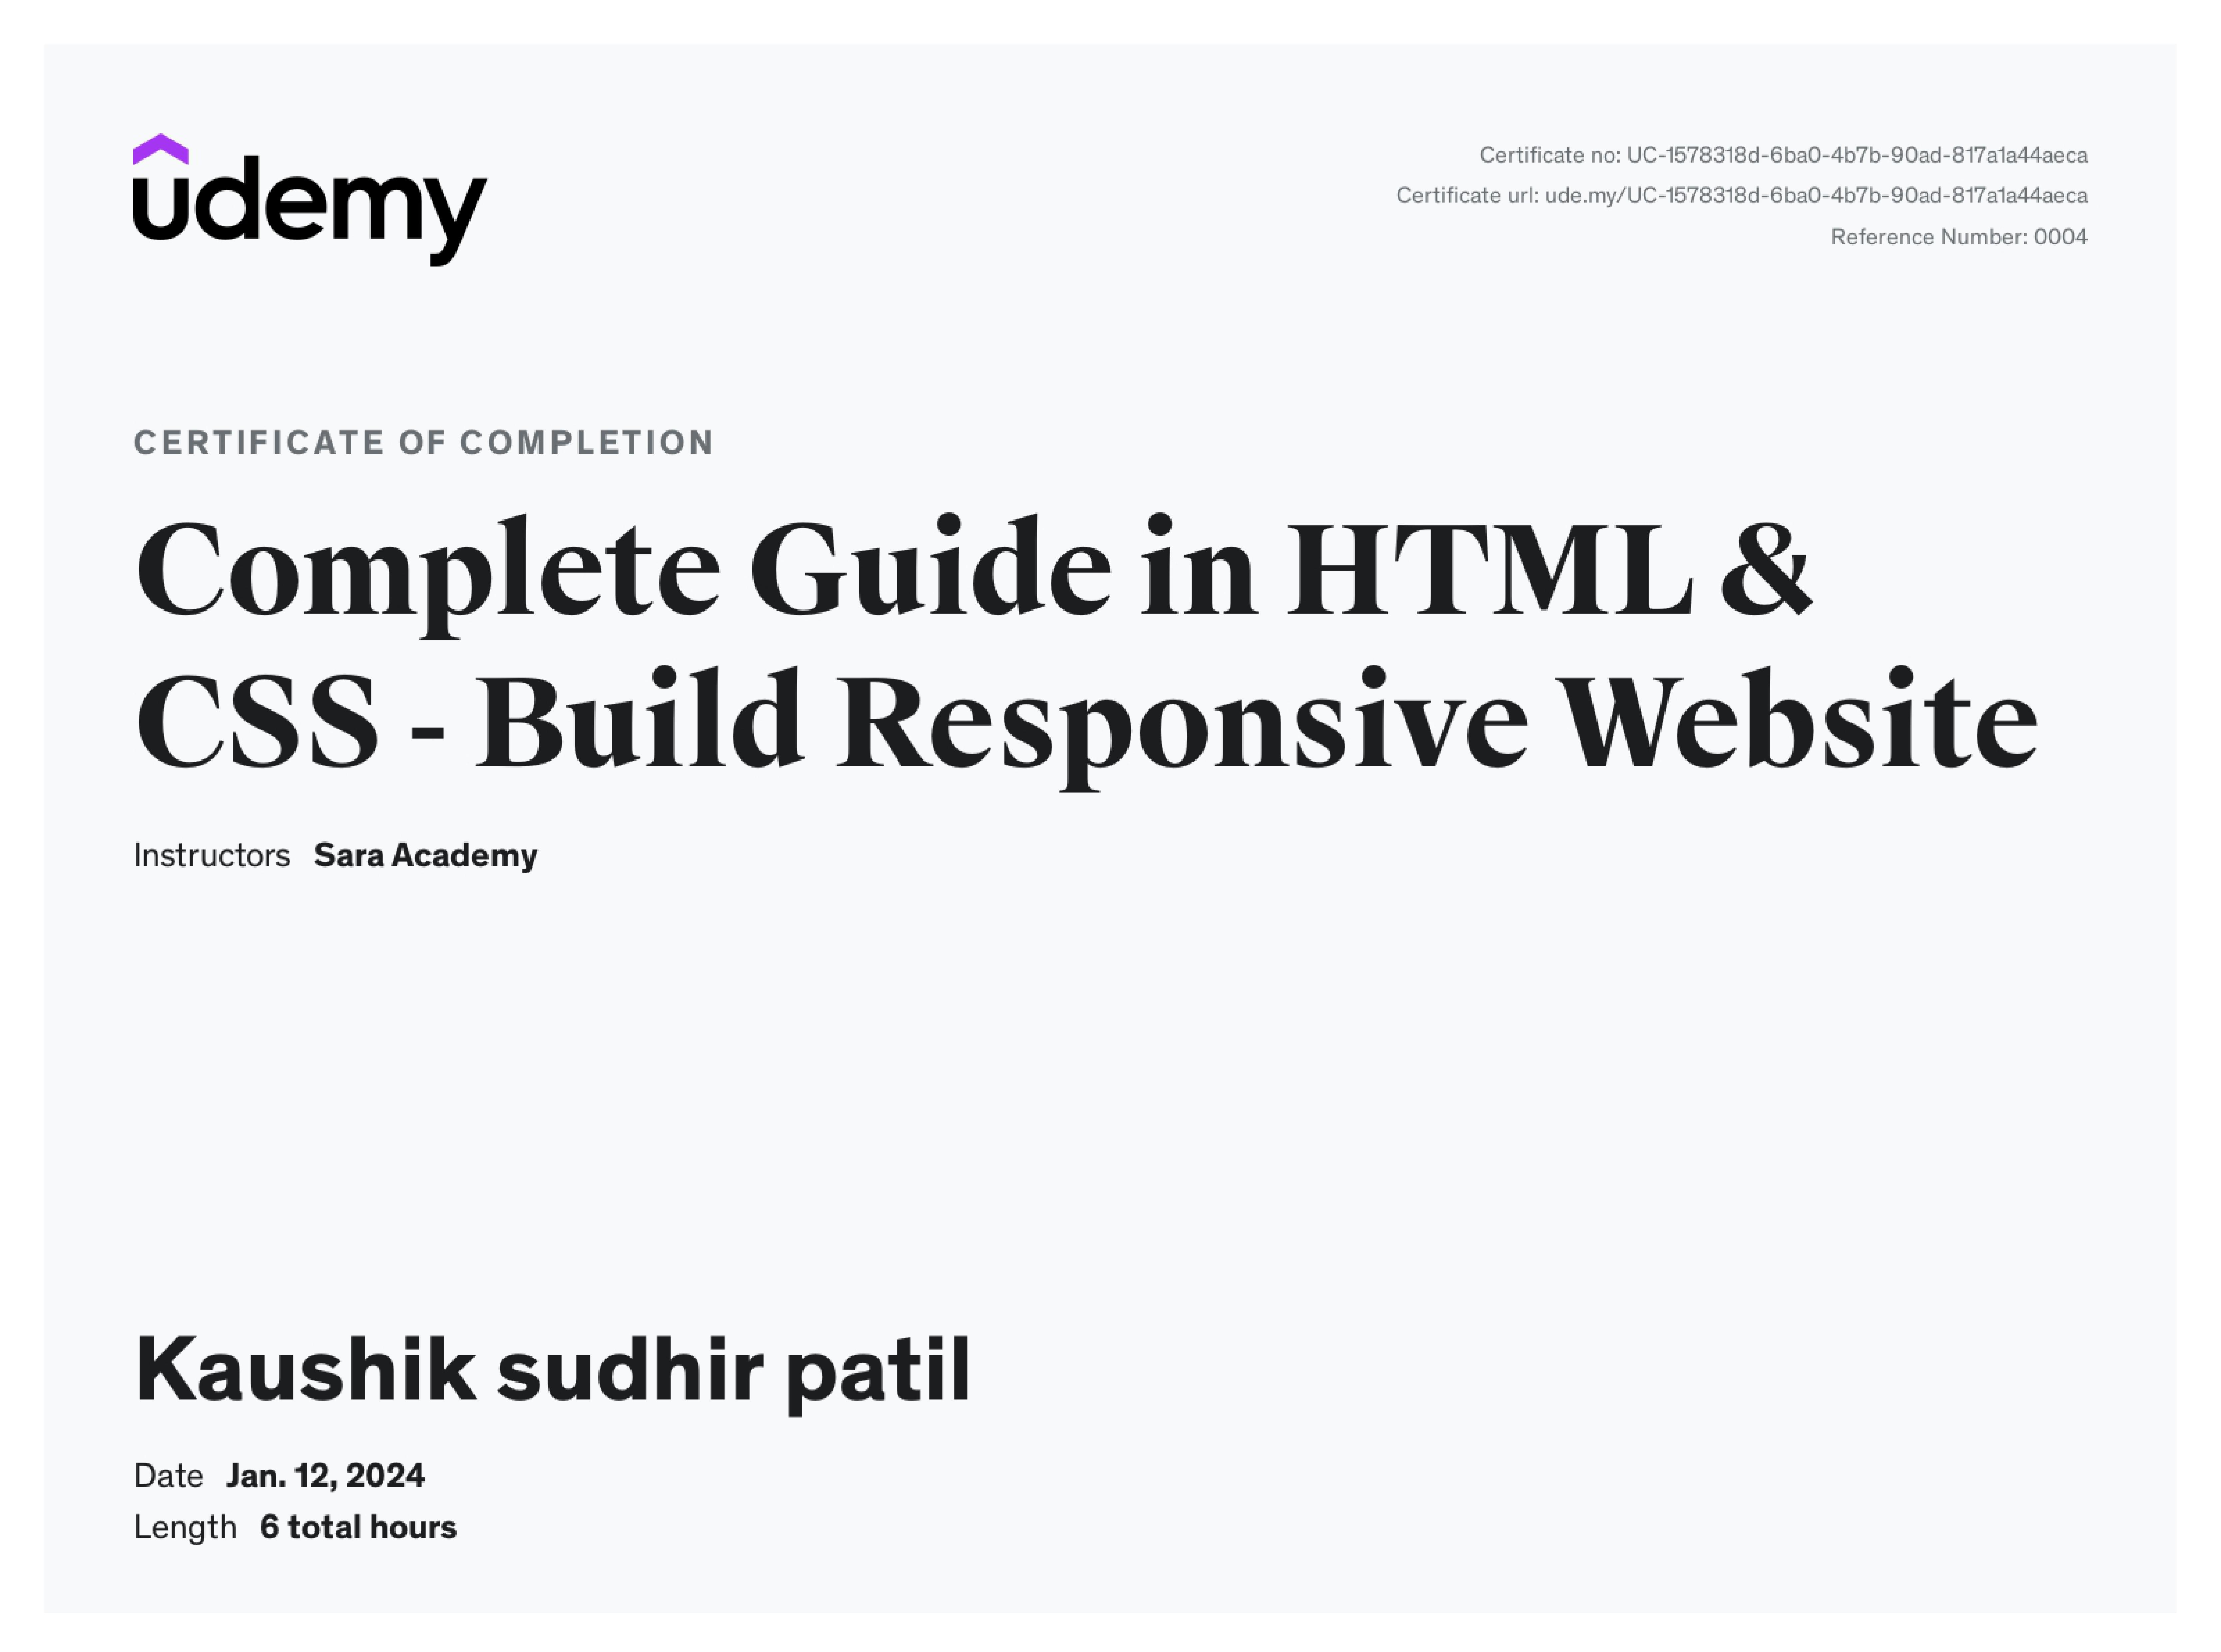 udemy
Certificate no: UC-1578318d-6ba0-4b7b-90ad-817a1a44aeca
Certificate url: ude.my/UC-1578318d-6ba0-4b7b-90ad-817a1a44aeca
Reference Number: 0004
CERTIFICATE OF COMPLETION
Complete Guide in HTML &
CSS - Build Responsive Website
Instructors Sara Academy
Kaushik sudhir patil
Date Jan. 12, 2024
Length 6 total hours